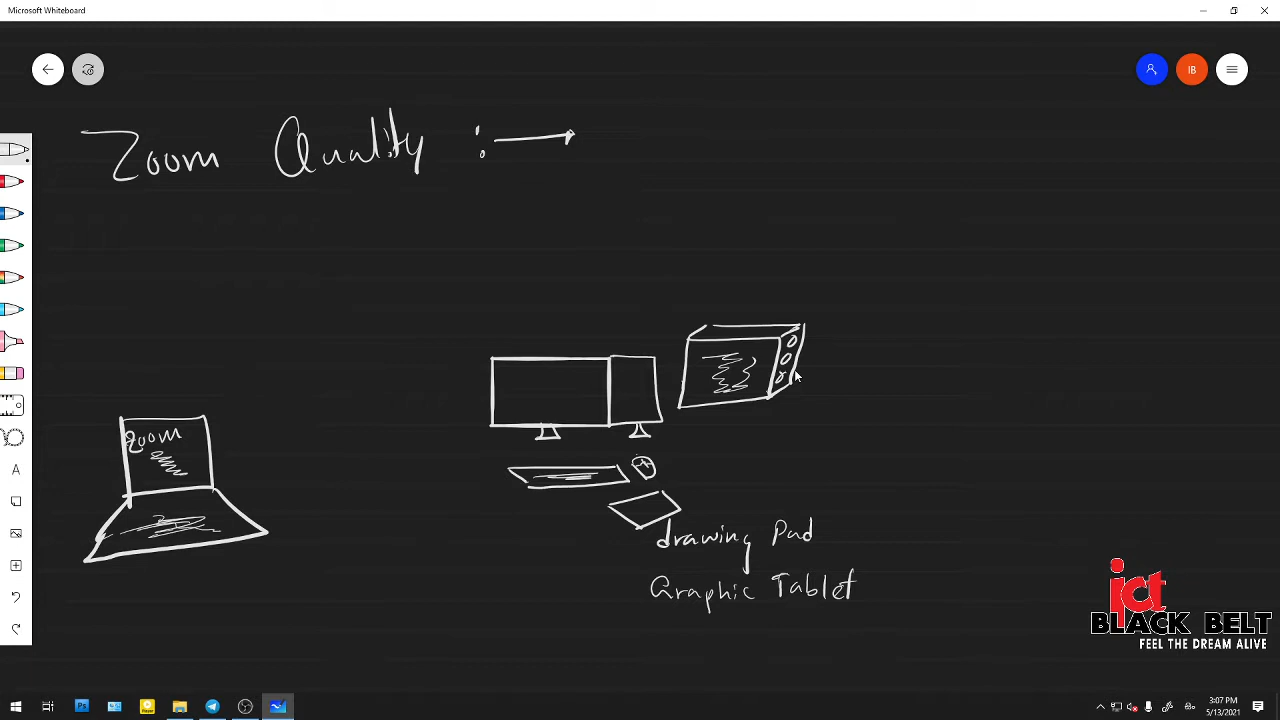 Microsoft Whiteboard
IB
Zoom Quality :→
zoom
drawing Pad
Graphic Tablet
A
ict
BLACK BELT
FEEL THE DREAM ALIVE
Ps
3:07 PM
5/13/2021